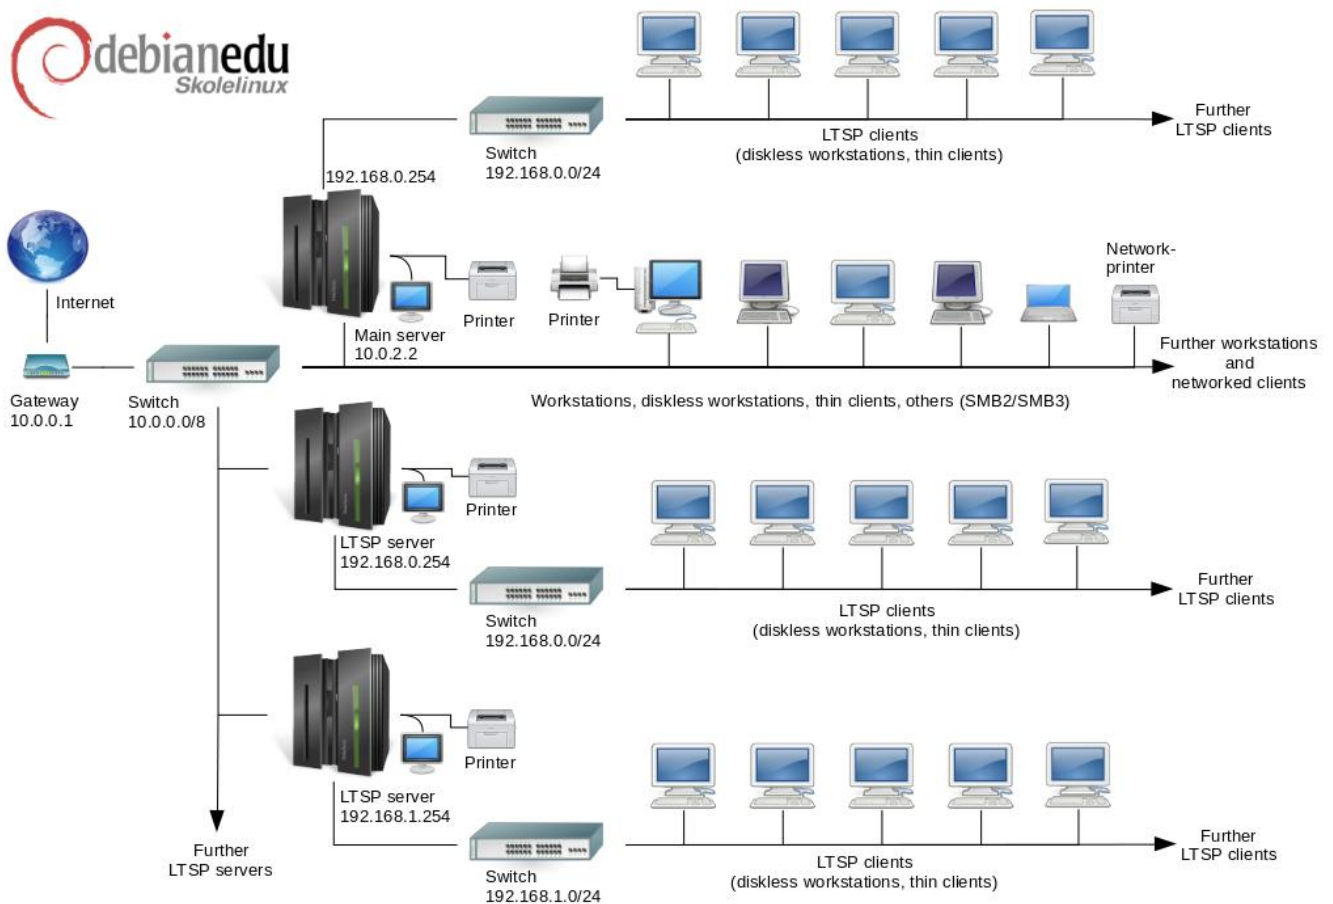 debianedu
Skolelinux
Further
LTSP clients
LTSP clients
(diskless workstations, thin clients)
Switch
192.168.0.0/24
192.168.0.254
Internet
Main server
10.0.2.2
Printer
Printer
Network-
printer
Further workstations
and
networked clients
Gateway
10.0.0.1
Switch
10.0.0.0/8
Workstations, diskless workstations, thin clients, others (SMB2/SMB3)
Printer
LTSP server
192.168.0.254
Switch
192.168.0.0/24
LTSP clients
(diskless workstations, thin clients)
Further
LTSP clients
Printer
LTSP server
192.168.1.254
Further
LTSP servers
Switch
192.168.1.0/24
LTSP clients
(diskless workstations, thin clients)
Further
LTSP clients